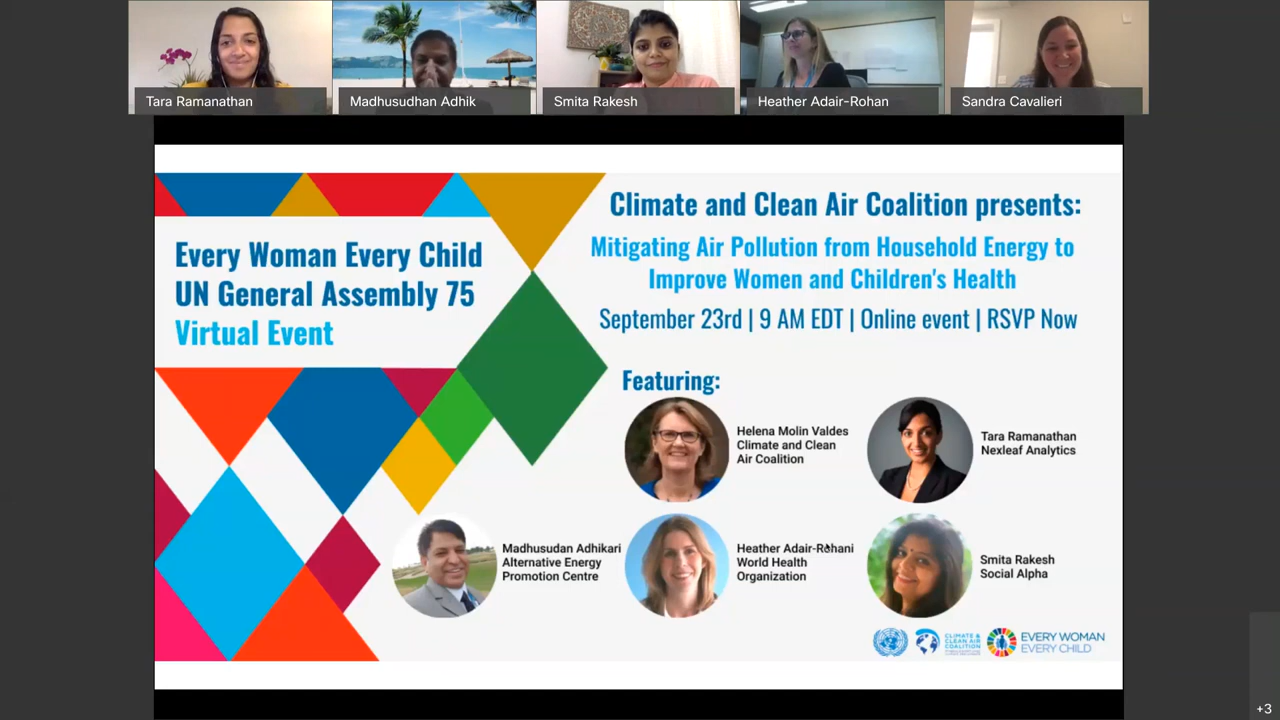 Tara Ramanathan
Madhusudhan Adhik
Smita Rakesh
Heather Adair-Rohan
Sandra Cavalieri
Every Woman Every Child
UN General Assembly 75
Virtual Event
Climate and Clean Air Coalition presents:
Mitigating Air Pollution from Household Energy to
Improve Women and Children's Health
September 23rd | 9 AM EDT | Online event | RSVP Now
Featuring:
Helena Molin Valdes
Climate and Clean
Air Coalition
Tara Ramanathan
Nexleaf Analytics
Madhusudan Adhikari
Alternative Energy
Promotion Centre
Heather Adair-Rohani
World Health
Organization
Smita Rakesh
Social Alpha
CLIMATE &
CLEAN AIR
COALITION
EVERY WOMAN
EVERY CHILD
+3